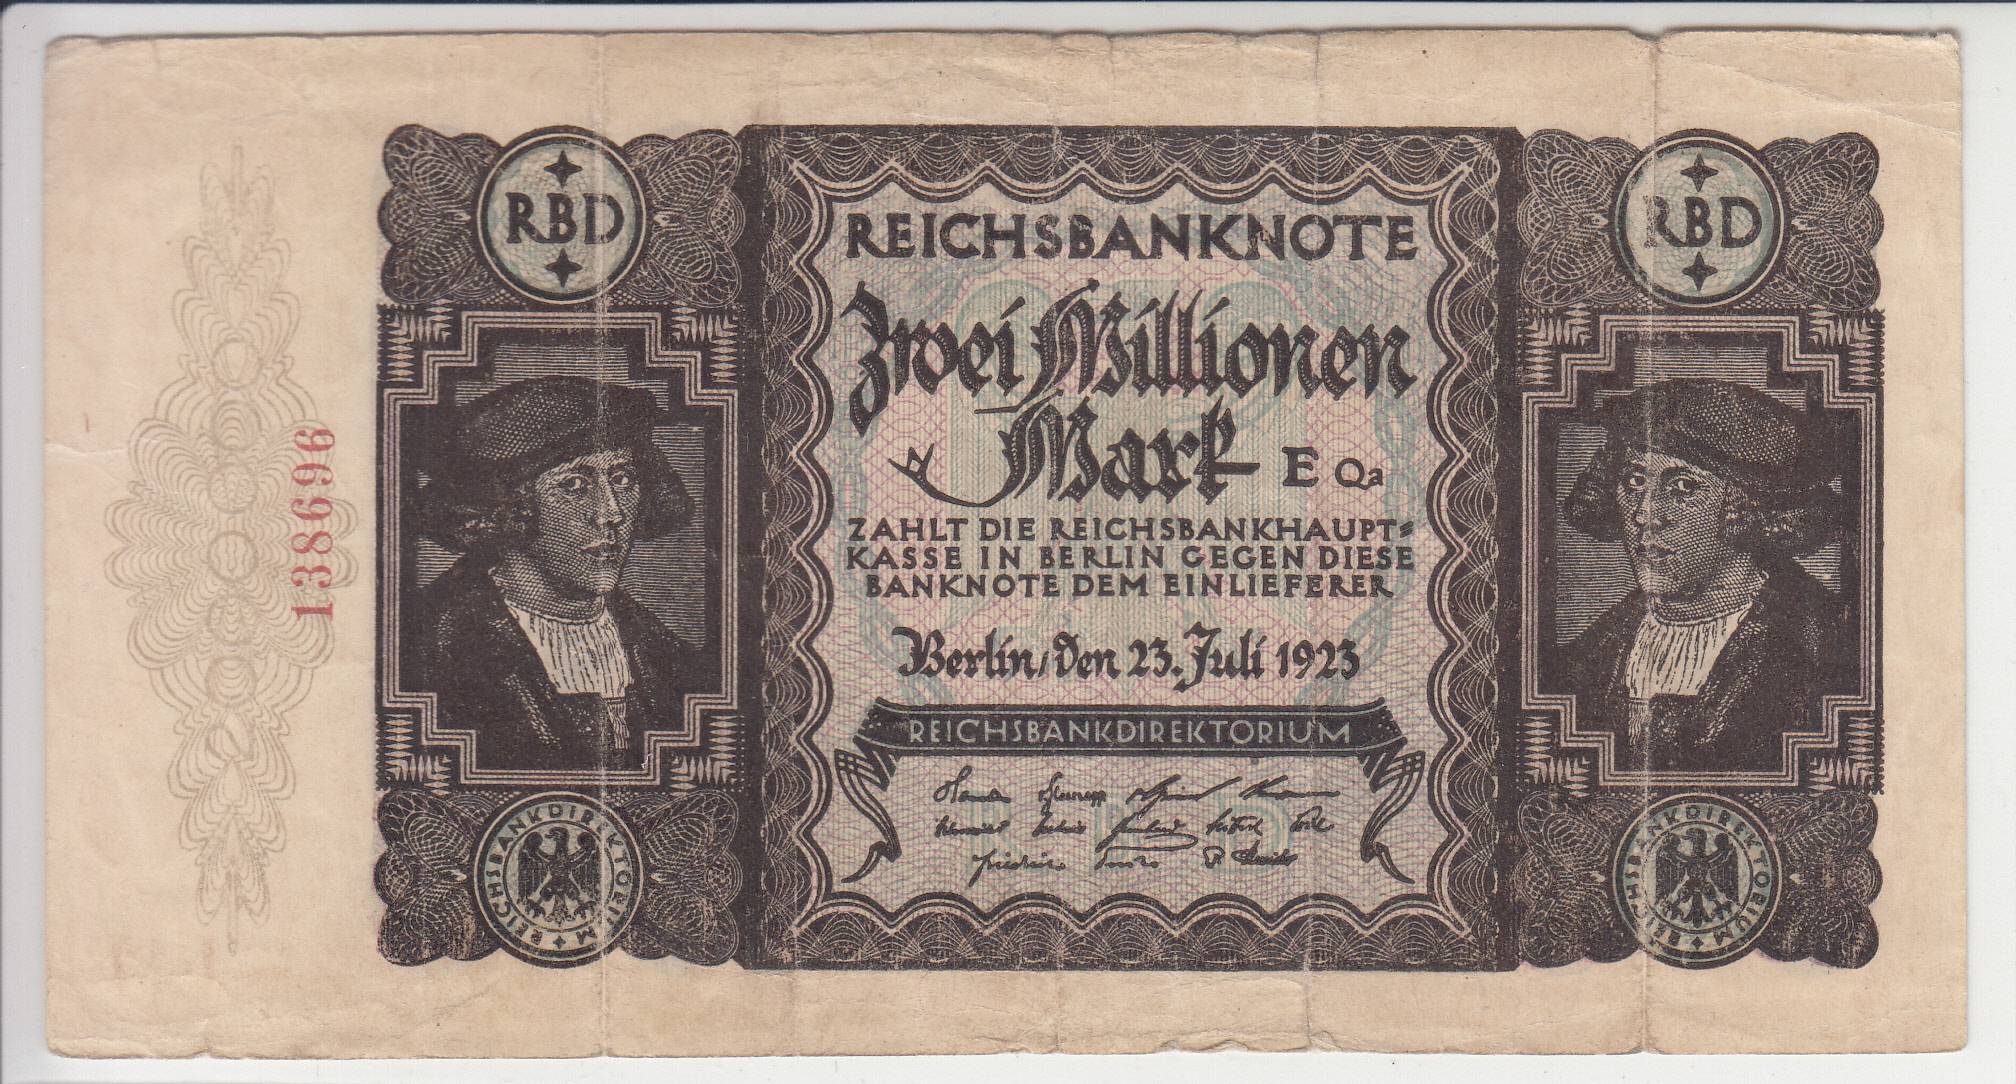 138696
RBD
REICHSBANKNOTE
Zwei Millionen
Mark
E Qa
ZAHLT DIE REICHSBANKHAUPT=
KASSE IN BERLIN GEGEN DIESE
BANKNOTE DEM EINLIEFERER
Berlin, den 23. Juli 1923
REICHSBANKDIREKTORIUM
REICHSBANKDIREKTORIUM
RBD
REICHSBANKDIREKTORIUM